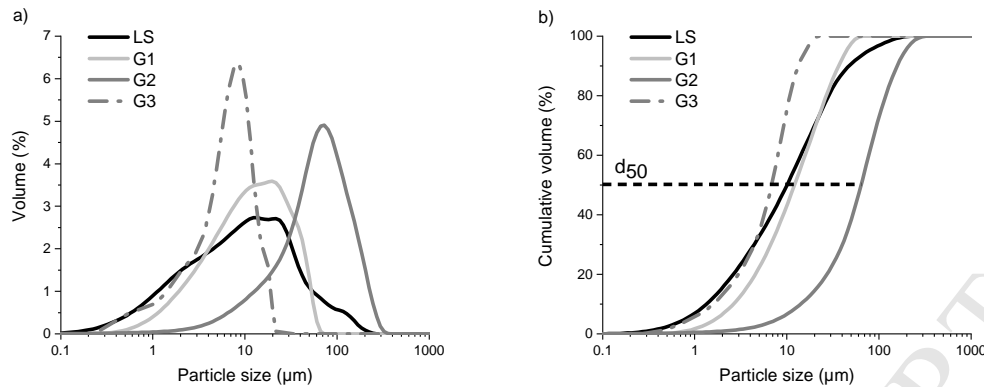 a)
LS
G1
G2
G3
7
6
5
4
3
2
1
0
Volume (%)
0.1 1 10 100 1000
Particle size (µm)
b)
LS
G1
G2
G3
100
80
60
40
20
0
d50
Cumulative volume (%)
0.1 1 10 100 1000
Particle size (µm)